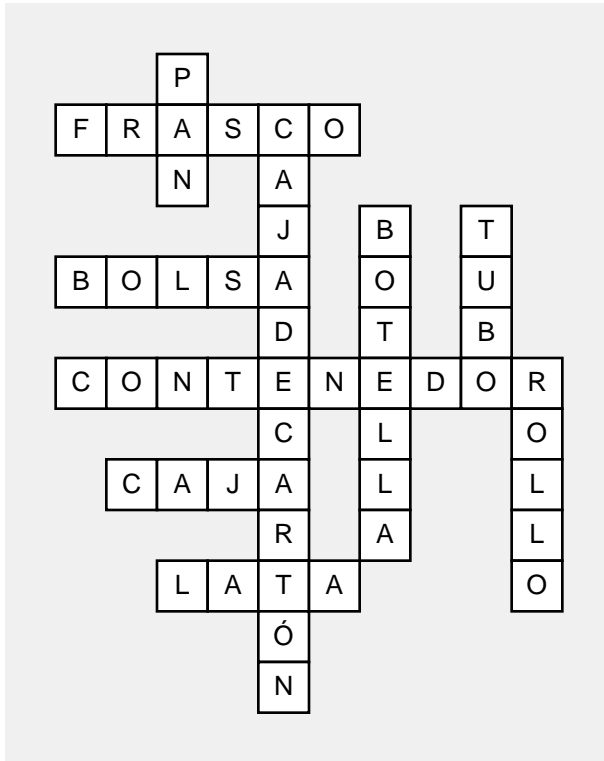 PAN
FRASCO
CAJADECARTÓN
BOTELLA
TUBO
BOLSA
CONTENEDOR
ROLLO
CAJA
LATA